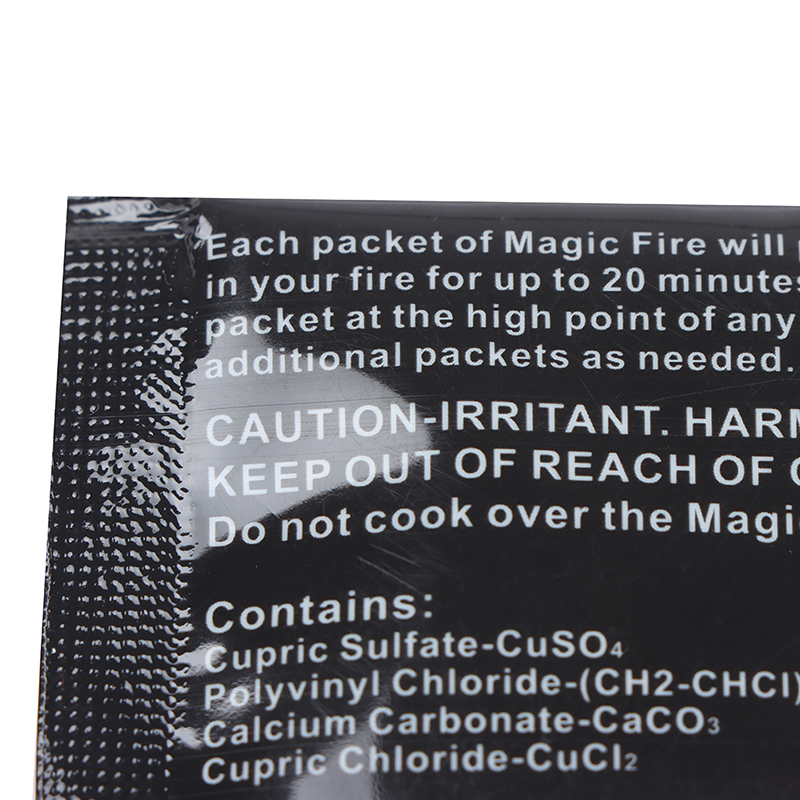 Each packet of Magic Fire will
in your fire for up to 20 minutes
packet at the high point of any
additional packets as needed.
CAUTION-IRRITANT. HARM
KEEP OUT OF REACH OF C
Do not cook over the Magi
Contains:
Cupric Sulfate-CuSO₄
Polyvinyl Chloride-(CH2-CHCl)
Calcium Carbonate-CaCO₃
Cupric Chloride-CuCl₂